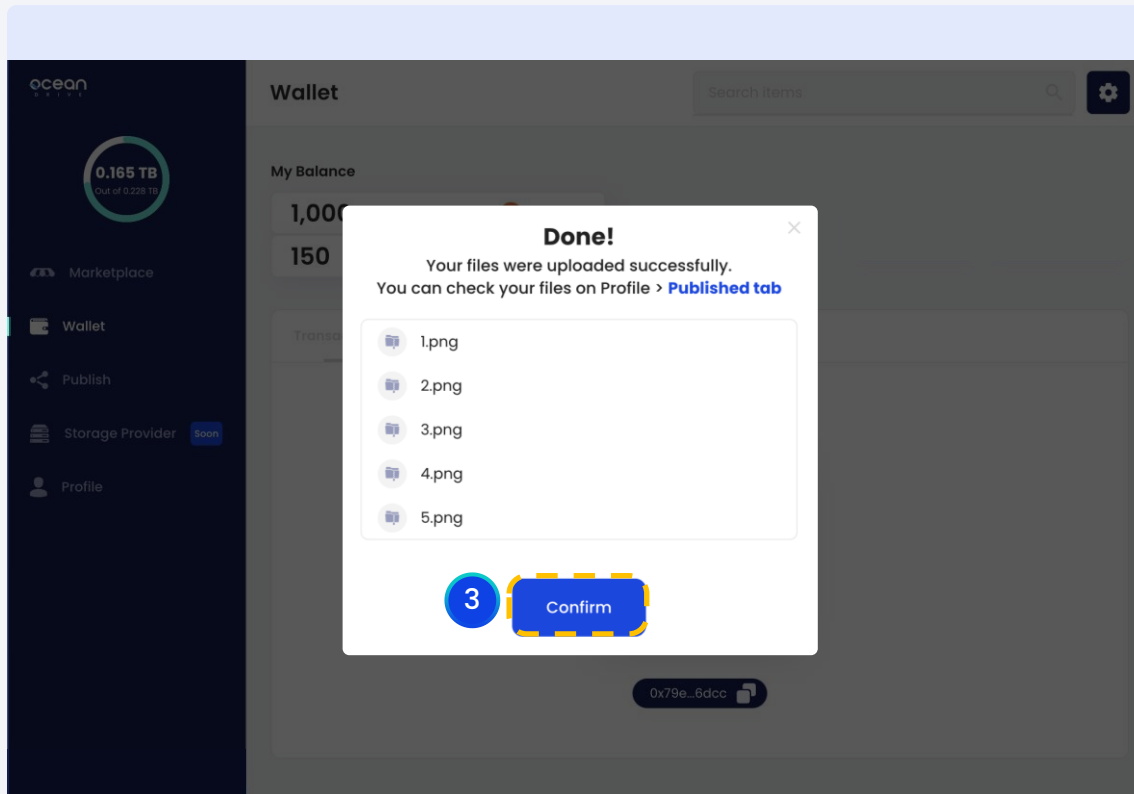 ocean
DRIVE
Wallet
Search items
0.165 TB
Out of 0.228 TB
My Balance
1,000
150
Marketplace
Wallet
Publish
Storage Provider Soon
Profile
Transa
Done!
Your files were uploaded successfully.
You can check your files on Profile > Published tab
1.png
2.png
3.png
4.png
5.png
3
Confirm
0x79e...6dcc